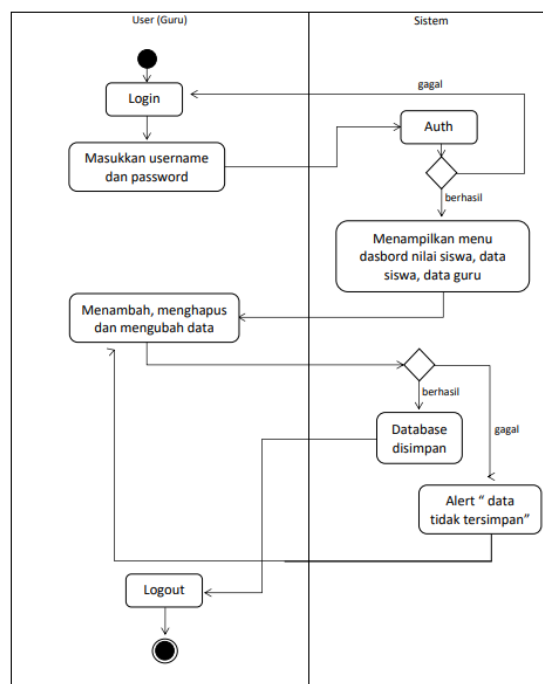 User (Guru)
Sistem
gagal
Login
Auth
Masukkan username
dan password
berhasil
Menampilkan menu
dasbord nilai siswa, data
siswa, data guru
Menambah, menghapus
dan mengubah data
berhasil
Database
disimpan
gagal
Alert “ data
tidak tersimpan”
Logout